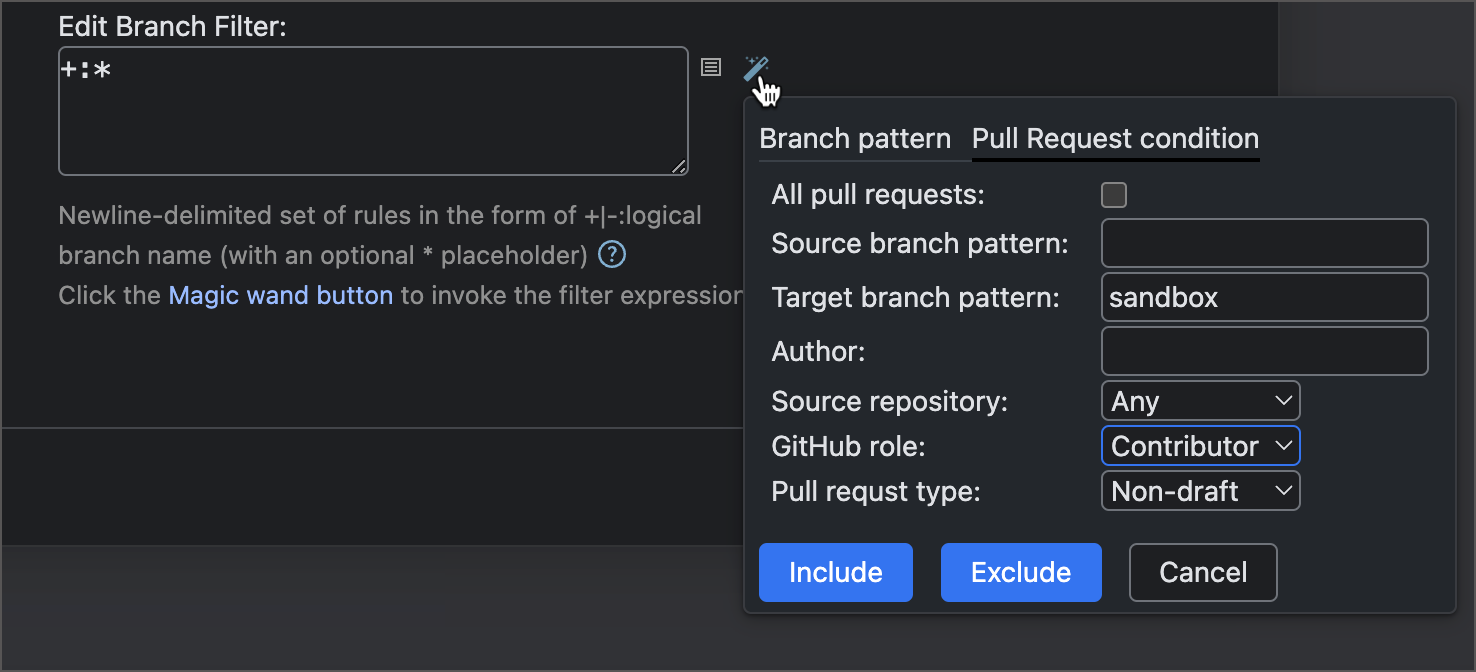 Edit Branch Filter:
+:*
Newline-delimited set of rules in the form of +|-:logical
branch name (with an optional * placeholder) ?
Click the Magic wand button to invoke the filter expression
Branch pattern Pull Request condition
All pull requests:
Source branch pattern:
Target branch pattern: sandbox
Author:
Source repository: Any
GitHub role: Contributor
Pull requst type: Non-draft
Include Exclude Cancel